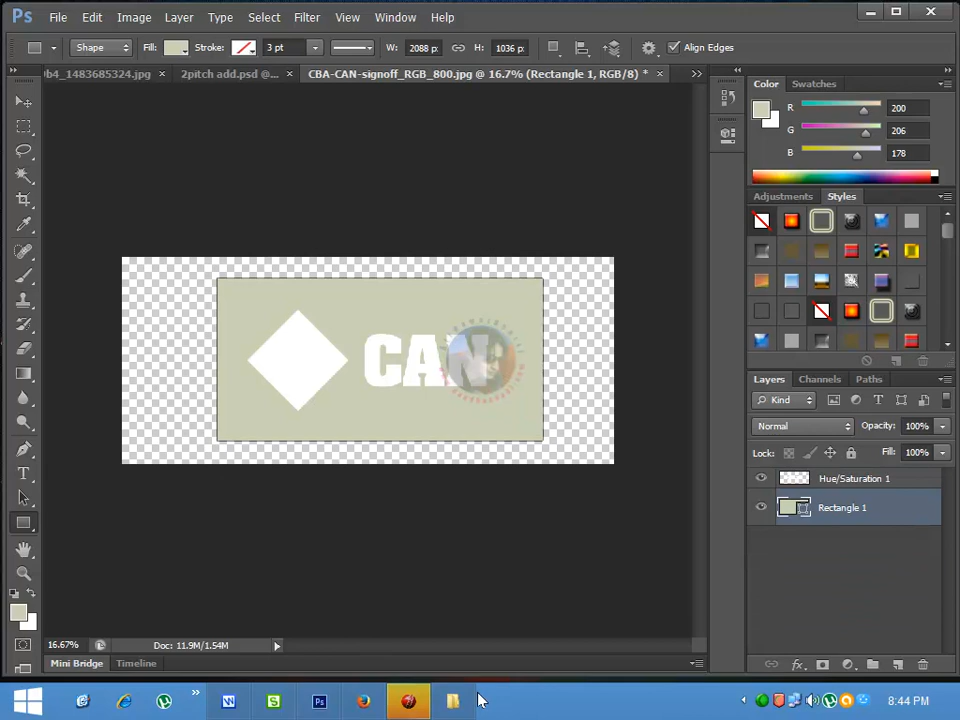 Ps File Edit Image Layer Type Select Filter View Window Help
Shape Fill: Stroke: 3 pt W: 2088 p: H: 1036 p: Align Edges
b4_1483685324.jpg × 2pitch add.psd @... × CBA-CAN-signoff_RGB_800.jpg @ 16.7% (Rectangle 1, RGB/8) * ×
Color Swatches
R 200
G 206
B 178
Adjustments Styles
CAN
Layers Channels Paths
Kind
Normal Opacity: 100%
Lock: Fill: 100%
Hue/Saturation 1
Rectangle 1
16.67% Doc: 11.9M/1.54M
Mini Bridge Timeline
8:44 PM